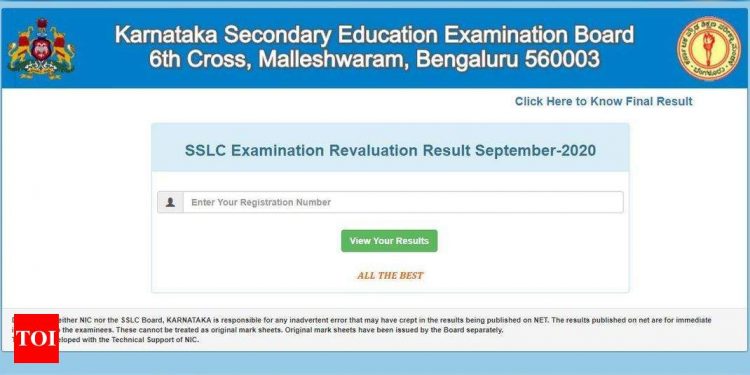 Karnataka Secondary Education Examination Board
6th Cross, Malleshwaram, Bengaluru 560003
Click Here to Know Final Result
SSLC Examination Revaluation Result September-2020
Enter Your Registration Number
View Your Results
ALL THE BEST
either NIC nor the SSLC Board, KARNATAKA is responsible for any inadvertent error that may have crept in the results being published on NET. The results published on net are for immediate
the examinees. These cannot be treated as original mark sheets. Original mark sheets have been issued by the Board separately.
developed with the Technical Support of NIC.
TOI